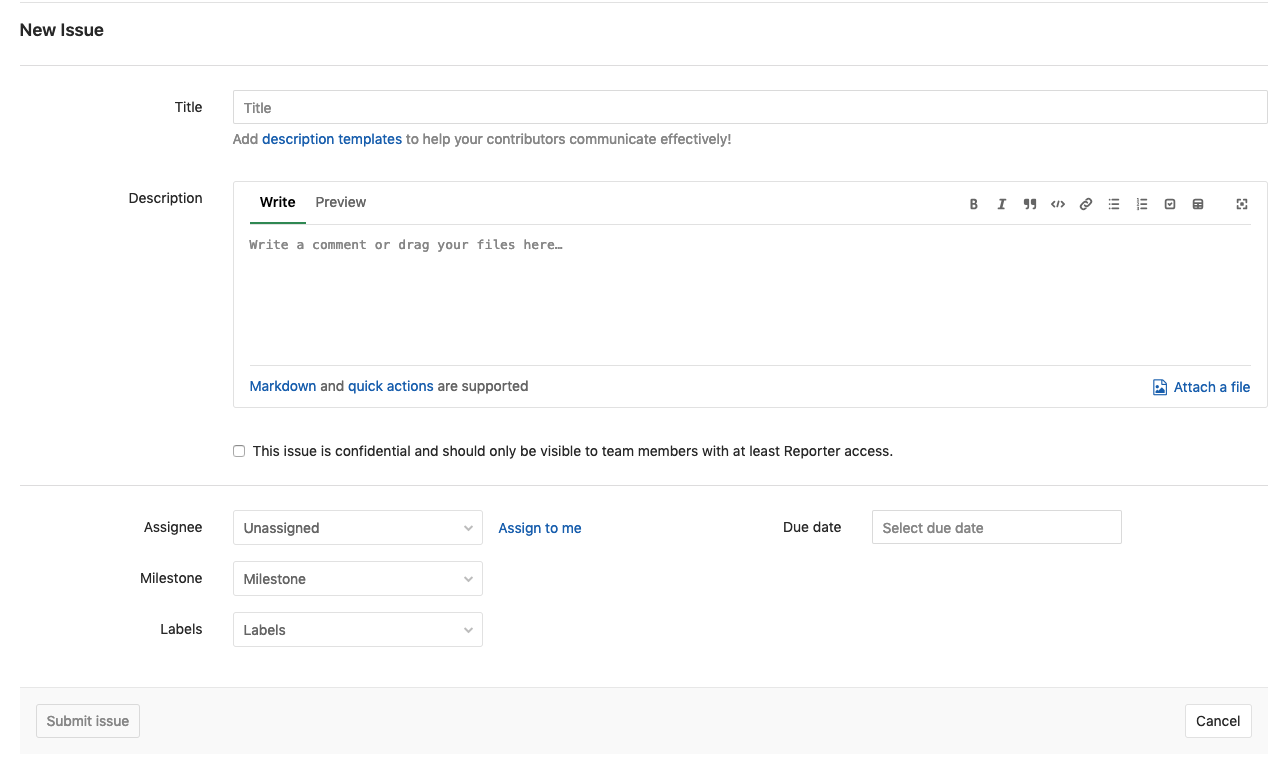 New Issue
Title
Title
Add description templates to help your contributors communicate effectively!
Description
Write Preview
Write a comment or drag your files here…
Markdown and quick actions are supported
Attach a file
This issue is confidential and should only be visible to team members with at least Reporter access.
Assignee
Unassigned
Assign to me
Due date
Select due date
Milestone
Milestone
Labels
Labels
Submit issue
Cancel